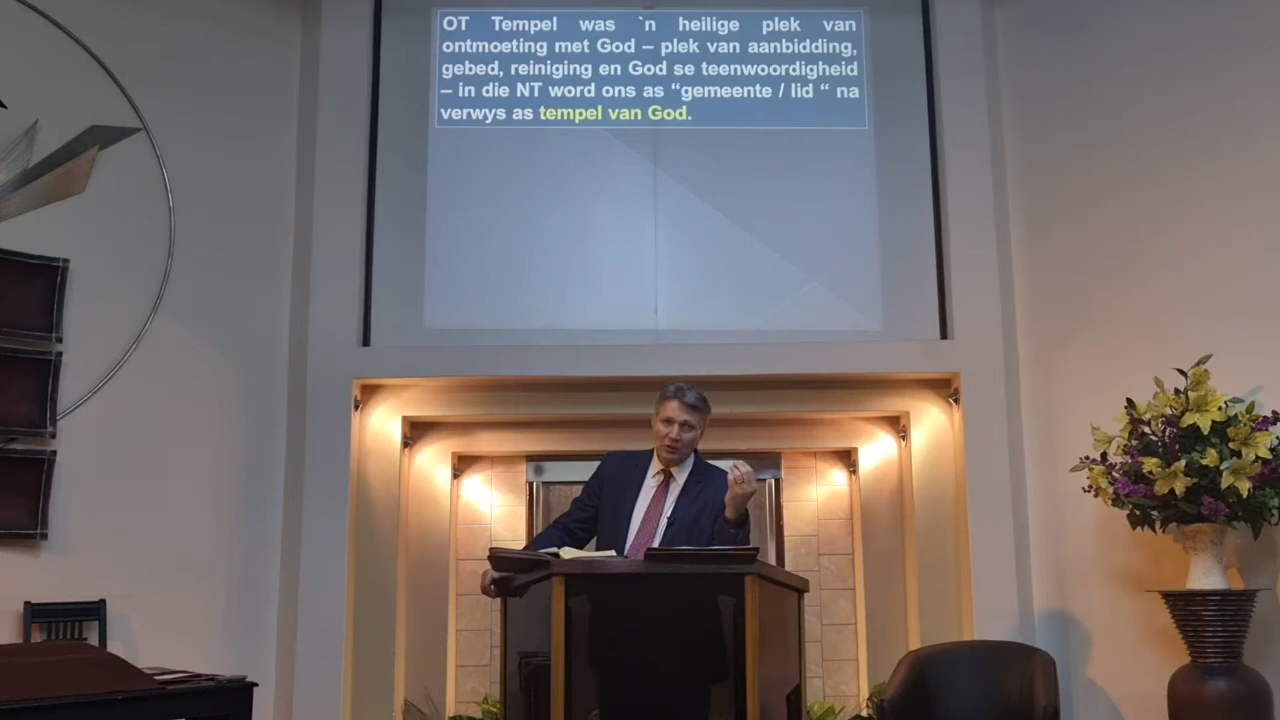 OT Tempel was `n heilige plek van
ontmoeting met God – plek van aanbidding,
gebed, reiniging en God se teenwoordigheid
– in die NT word ons as “gemeente / lid “ na
verwys as tempel van God.